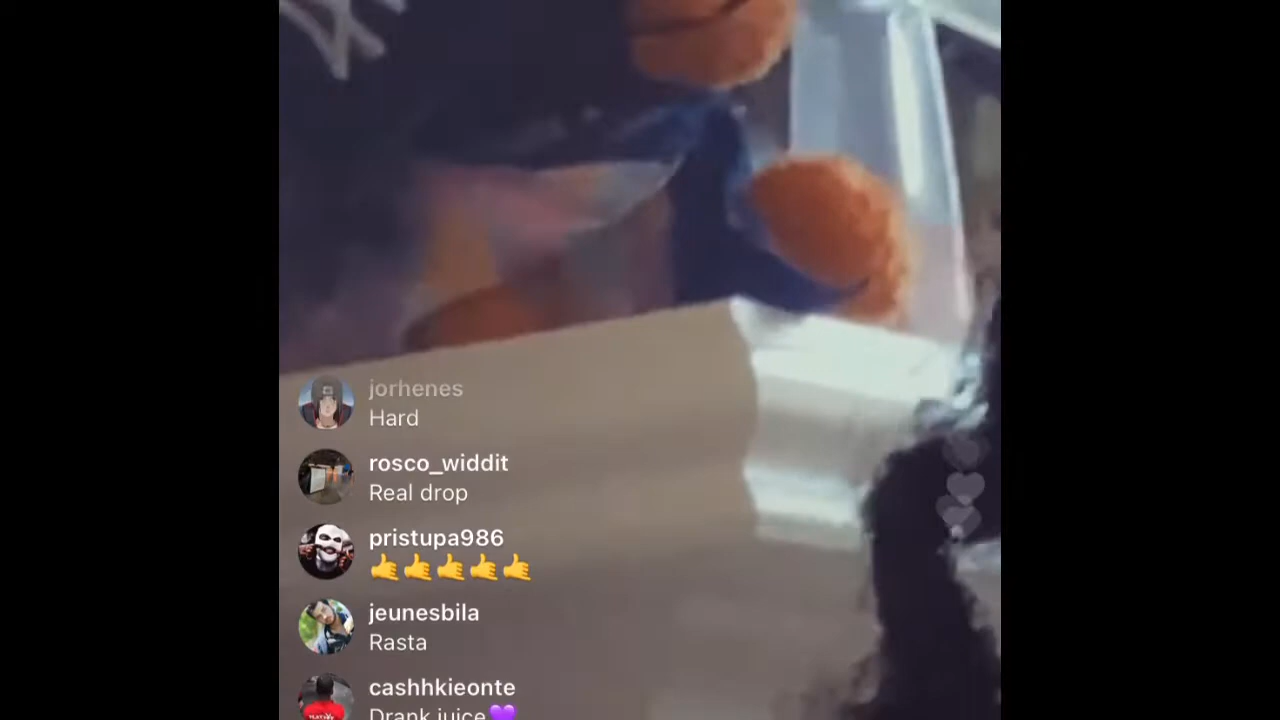 jorhenes
Hard
rosco_widdit
Real drop
pristupa986
🤙🤙🤙🤙🤙
jeunesbila
Rasta
cashhkieonte
Drank juice💜